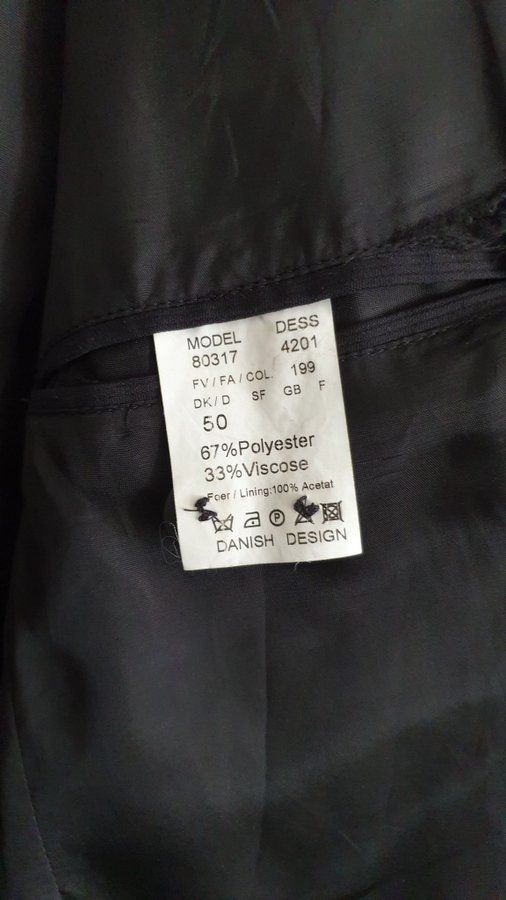 MODEL DESS
80317 4201
FV/FA/COL. 199
DK/D SF GB F
50
67%Polyester
33%Viscose
Foer/Lining:100% Acetat
P
DANISH DESIGN